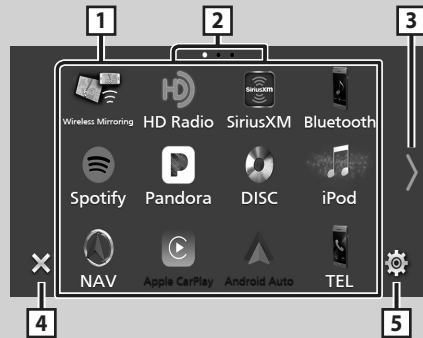 1 2 3
SiriusXM
Wireless Mirroring HD Radio SiriusXM Bluetooth
Spotify Pandora DISC iPod
NAV Apple CarPlay Android Auto TEL
4 5